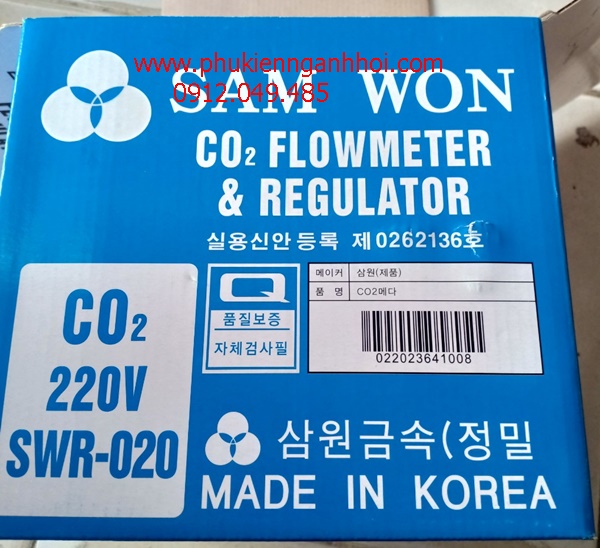 www.phukiennganhhoi.com
0912.049.485
SAM WON
CO₂ FLOWMETER
& REGULATOR
실용신안 등록 제0262136호
CO₂
220V
SWR-020
Q
품질보증
자체검사필
메이커 삼원(제품)
품 명 CO2메다
022023641008
삼원금속(정밀
MADE IN KOREA